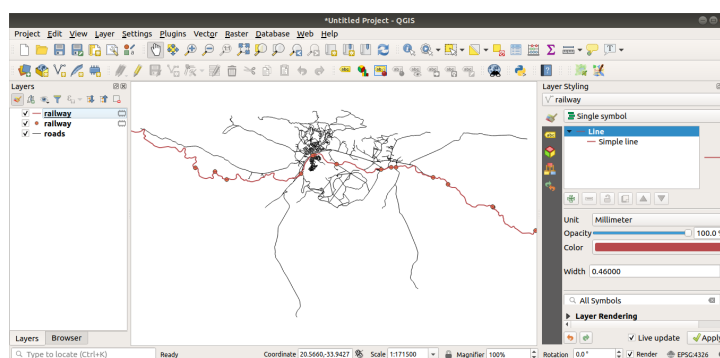 *Untitled Project - QGIS
Project Edit View Layer Settings Plugins Vector Raster Database Web Help
Layers
railway
railway
roads
Layer Styling
railway
Single symbol
Line
Simple line
Unit Millimeter
Opacity 100.0
Color
Width 0.46000
All Symbols
Layer Rendering
Live update Apply
Layers Browser
Type to locate (Ctrl+K) Ready Coordinate 20.5660,-33.9427 Scale 1:171500 Magnifier 100% Rotation 0.0 ° Render EPSG:4326